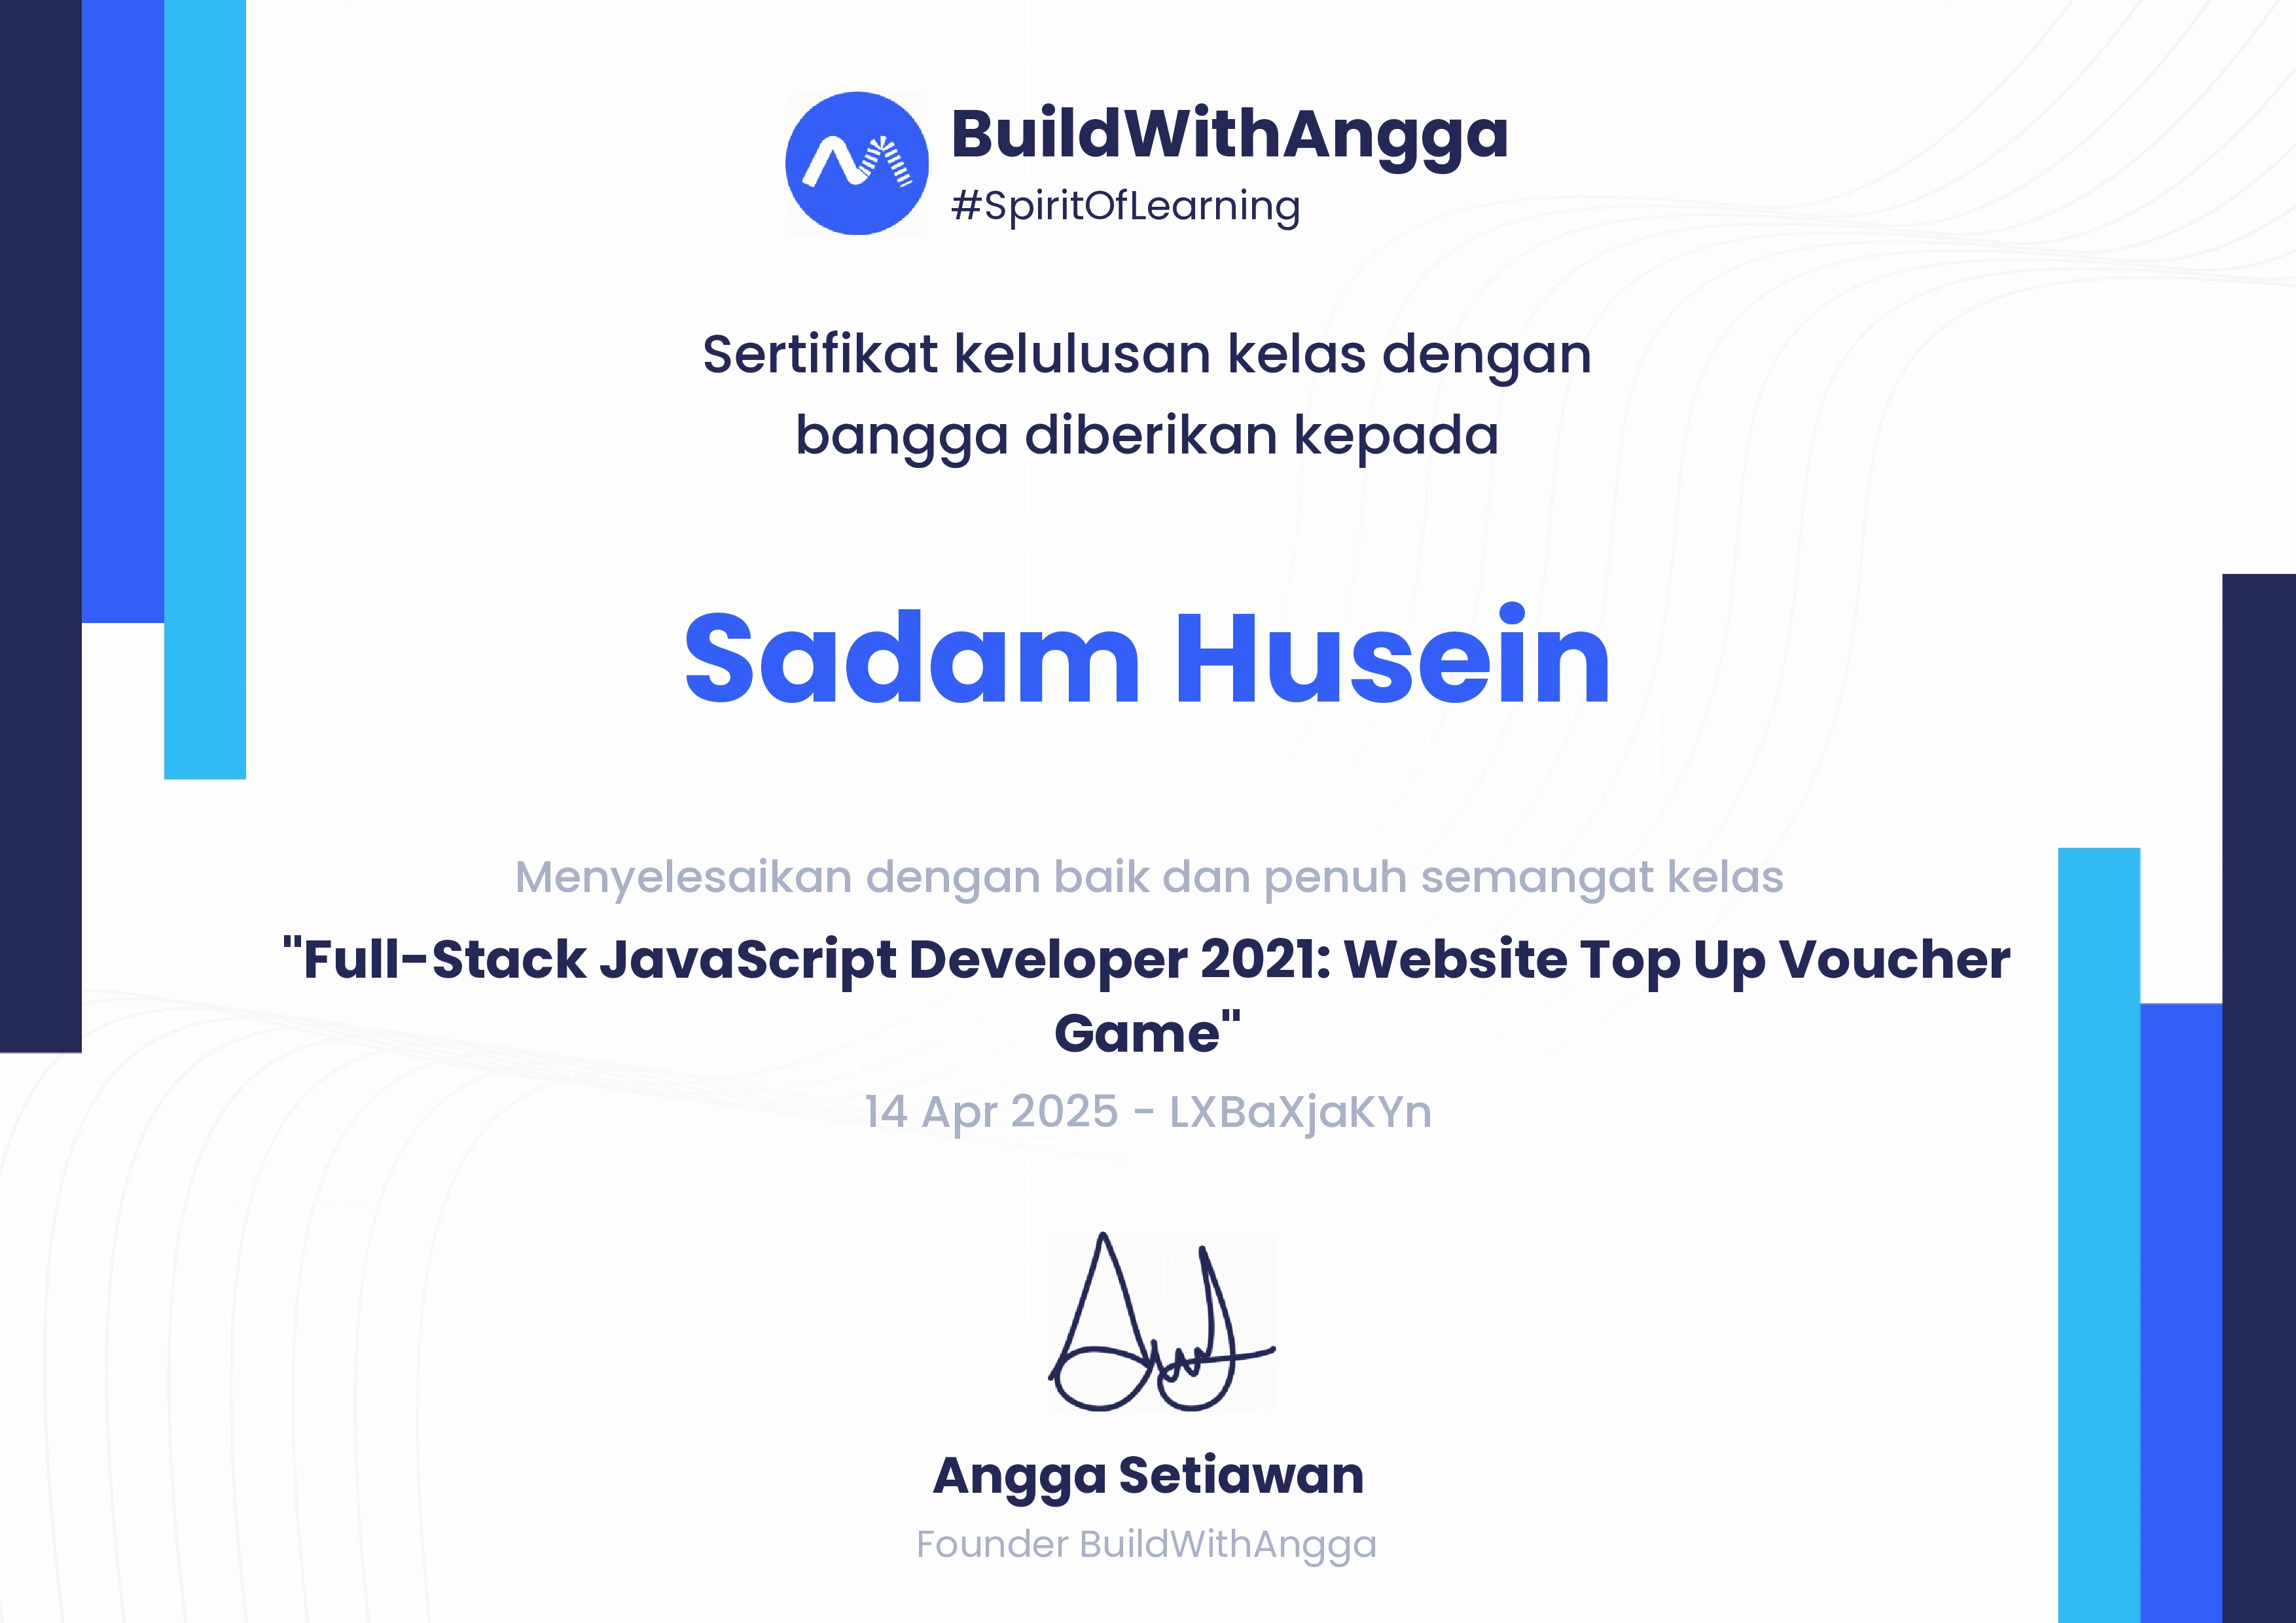 BuildWithAngga
#SpiritOfLearning
Sertifikat kelulusan kelas dengan
bangga diberikan kepada
Sadam Husein
Menyelesaikan dengan baik dan penuh semangat kelas
"Full-Stack JavaScript Developer 2021: Website Top Up Voucher
Game"
14 Apr 2025 - LXBaXjaKYn
Angga Setiawan
Founder BuildWithAngga